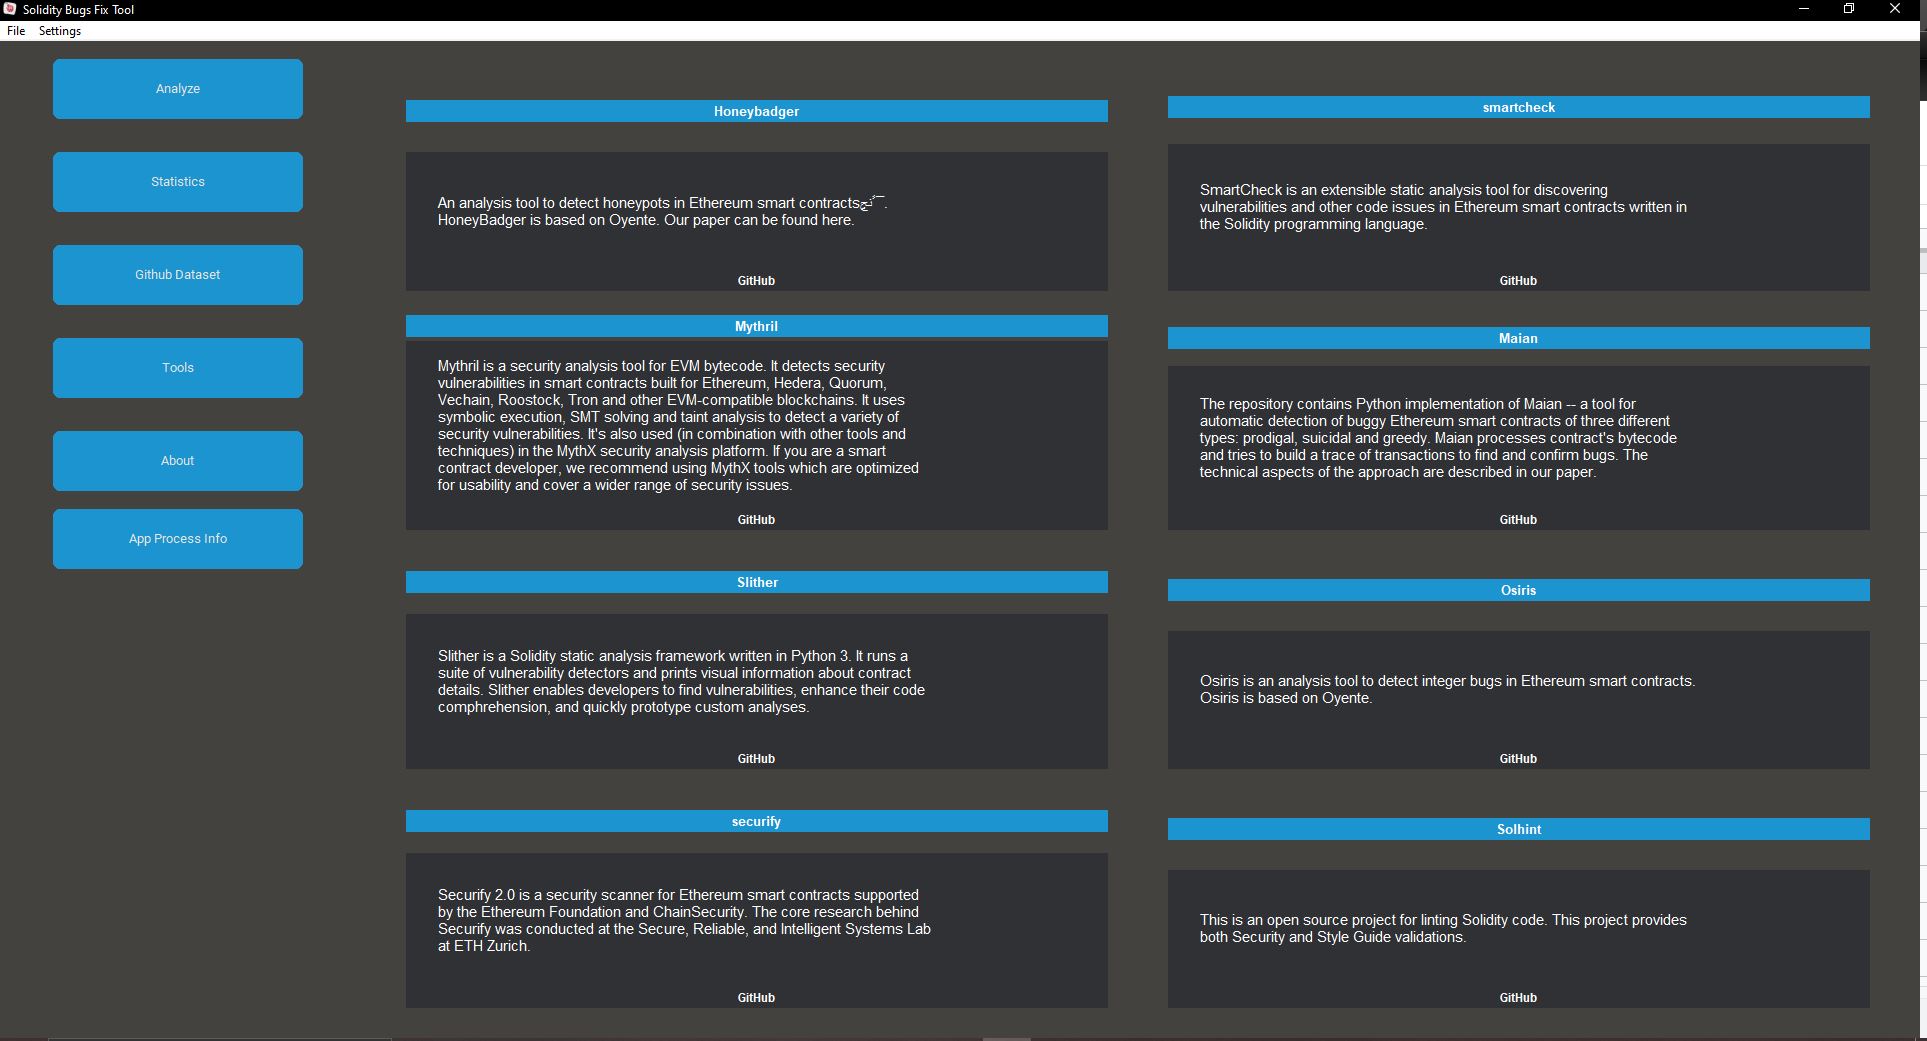 Solidity Bugs Fix Tool
File Settings
Analyze
Statistics
Github Dataset
Tools
About
App Process Info
Honeybadger
An analysis tool to detect honeypots in Ethereum smart contracts
HoneyBadger is based on Oyente. Our paper can be found here.
GitHub
Mythril
Mythril is a security analysis tool for EVM bytecode. It detects security
vulnerabilities in smart contracts built for Ethereum, Hedera, Quorum,
Vechain, Roostock, Tron and other EVM-compatible blockchains. It uses
symbolic execution, SMT solving and taint analysis to detect a variety of
security vulnerabilities. It's also used (in combination with other tools and
techniques) in the MythX security analysis platform. If you are a smart
contract developer, we recommend using MythX tools which are optimized
for usability and cover a wider range of security issues.
GitHub
Slither
Slither is a Solidity static analysis framework written in Python 3. It runs a
suite of vulnerability detectors and prints visual information about contract
details. Slither enables developers to find vulnerabilities, enhance their code
comphrehension, and quickly prototype custom analyses.
GitHub
securify
Securify 2.0 is a security scanner for Ethereum smart contracts supported
by the Ethereum Foundation and ChainSecurity. The core research behind
Securify was conducted at the Secure, Reliable, and Intelligent Systems Lab
at ETH Zurich.
GitHub
smartcheck
SmartCheck is an extensible static analysis tool for discovering
vulnerabilities and other code issues in Ethereum smart contracts written in
the Solidity programming language.
GitHub
Maian
The repository contains Python implementation of Maian -- a tool for
automatic detection of buggy Ethereum smart contracts of three different
types: prodigal, suicidal and greedy. Maian processes contract's bytecode
and tries to build a trace of transactions to find and confirm bugs. The
technical aspects of the approach are described in our paper.
GitHub
Osiris
Osiris is an analysis tool to detect integer bugs in Ethereum smart contracts.
Osiris is based on Oyente.
GitHub
Solhint
This is an open source project for linting Solidity code. This project provides
both Security and Style Guide validations.
GitHub